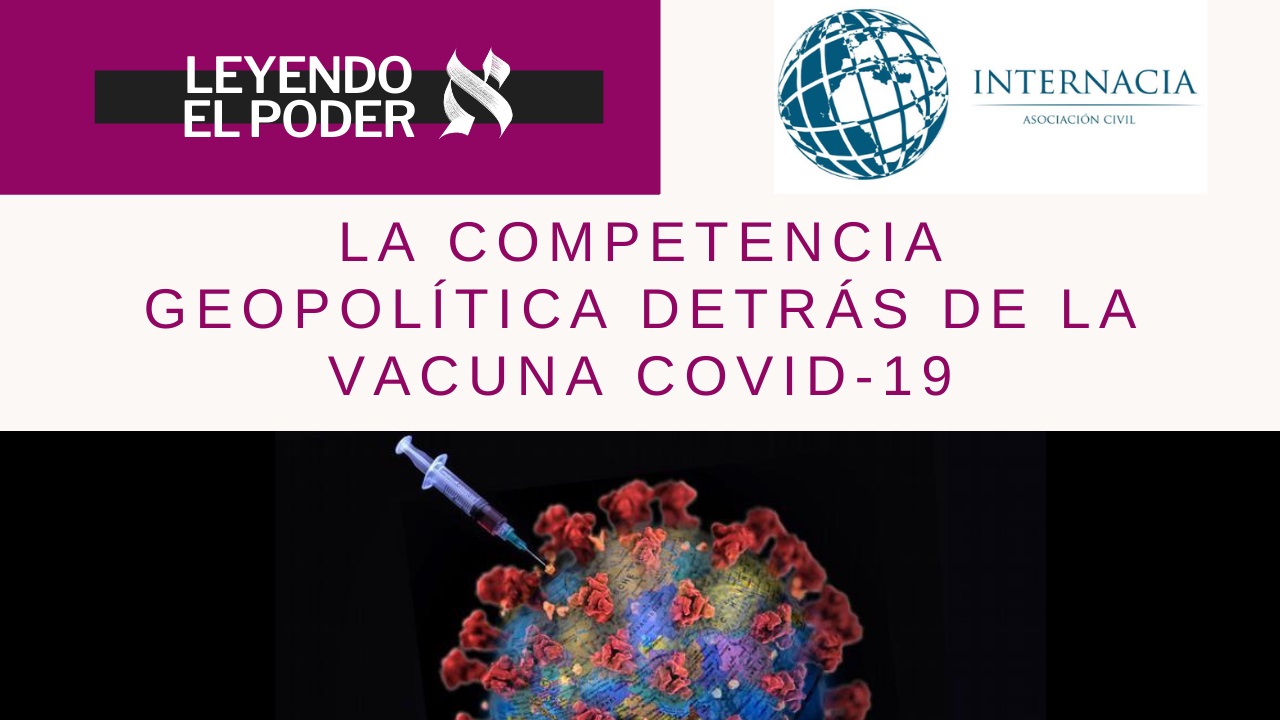 LEYENDO
EL PODER
א
INTERNACIA
ASOCIACIÓN CIVIL
LA COMPETENCIA
GEOPOLÍTICA DETRÁS DE LA
VACUNA COVID-19